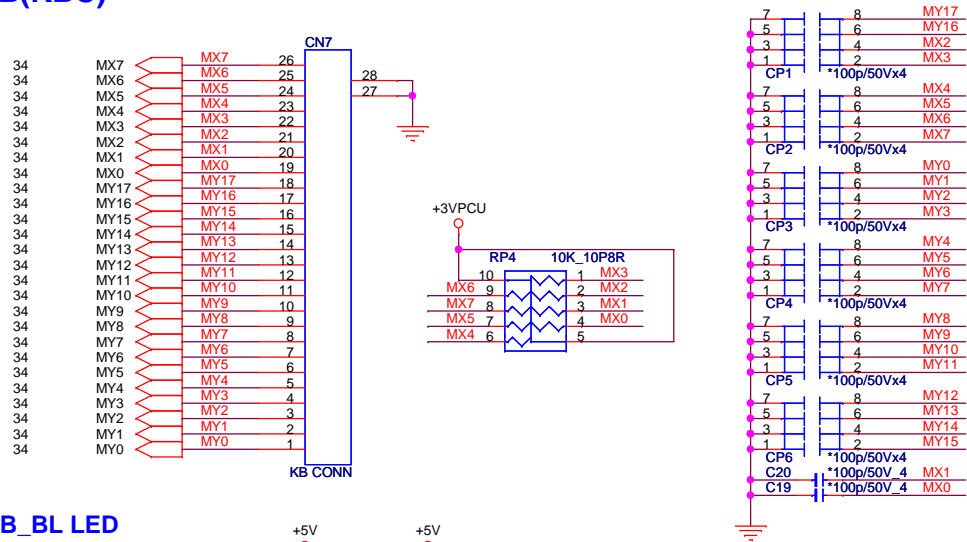 B(KBC)
CN7
34 MX7 MX7 26
34 MX6 MX6 25 28
34 MX5 MX5 24 27
34 MX4 MX4 23
34 MX3 MX3 22
34 MX2 MX2 21
34 MX1 MX1 20
34 MX0 MX0 19
34 MY17 MY17 18
34 MY16 MY16 17
34 MY15 MY15 16
34 MY14 MY14 15
34 MY13 MY13 14
34 MY12 MY12 13
34 MY11 MY11 12
34 MY10 MY10 11
34 MY9 MY9 10
34 MY8 MY8 9
34 MY7 MY7 8
34 MY6 MY6 7
34 MY5 MY5 6
34 MY4 MY4 5
34 MY3 MY3 4
34 MY2 MY2 3
34 MY1 MY1 2
34 MY0 MY0 1
KB CONN
+3VPCU
RP4 10K_10P8R
10 1 MX3
MX6 9 2 MX2
MX7 8 3 MX1
MX5 7 4 MX0
MX4 6 5
7 8 MY17
5 6 MY16
3 4 MX2
1 2 MX3
CP1 *100p/50Vx4
7 8 MX4
5 6 MX5
3 4 MX6
1 2 MX7
CP2 *100p/50Vx4
7 8 MY0
5 6 MY1
3 4 MY2
1 2 MY3
CP3 *100p/50Vx4
7 8 MY4
5 6 MY5
3 4 MY6
1 2 MY7
CP4 *100p/50Vx4
7 8 MY8
5 6 MY9
3 4 MY10
1 2 MY11
CP5 *100p/50Vx4
7 8 MY12
5 6 MY13
3 4 MY14
1 2 MY15
CP6 *100p/50Vx4
C20 *100p/50V_4 MX1
C19 *100p/50V_4 MX0
B_BL LED
+5V +5V